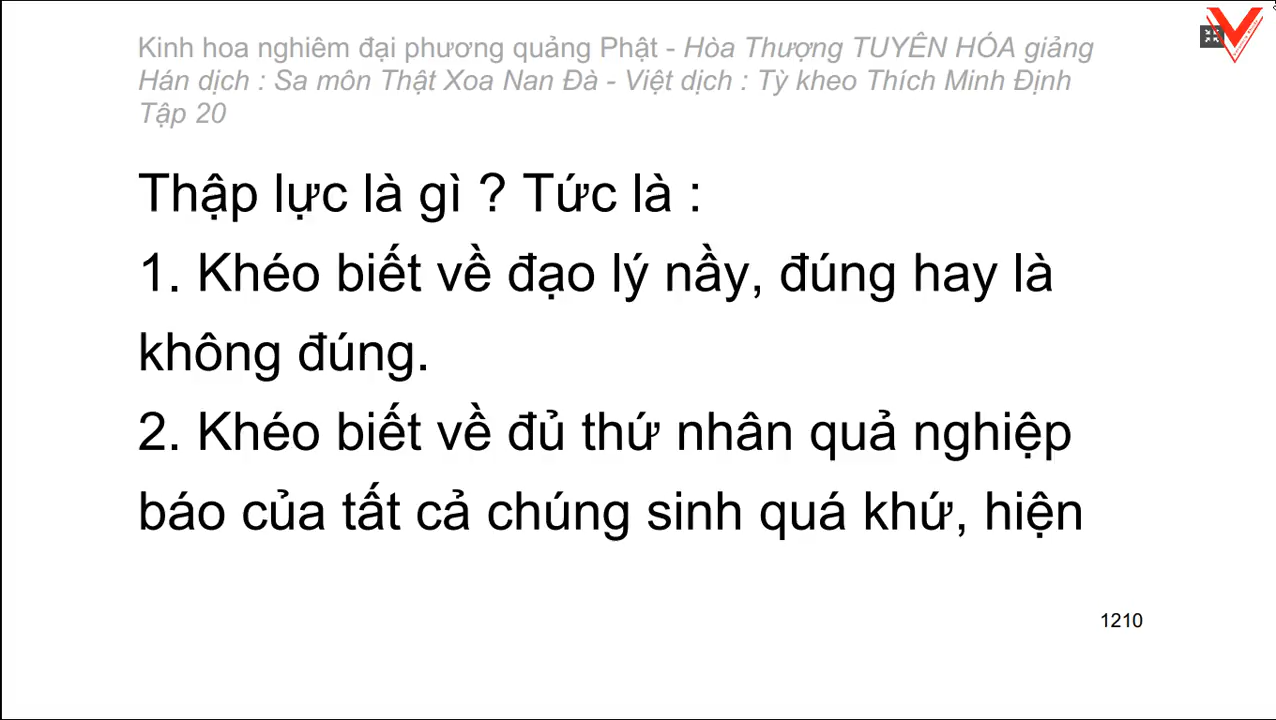 Kinh hoa nghiêm đại phương quảng Phật - Hòa Thượng TUYÊN HÓA giảng
Hán dịch : Sa môn Thật Xoa Nan Đà - Việt dịch : Tỳ kheo Thích Minh Định
Tập 20
Thập lực là gì ? Tức là :
1. Khéo biết về đạo lý nầy, đúng hay là
không đúng.
2. Khéo biết về đủ thứ nhân quả nghiệp
báo của tất cả chúng sinh quá khứ, hiện
1210